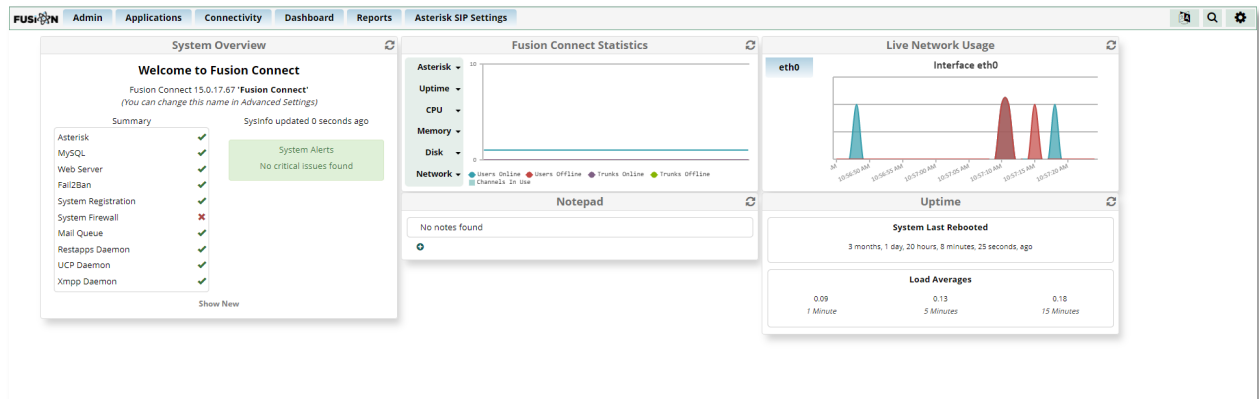 FUSION Admin Applications Connectivity Dashboard Reports Asterisk SIP Settings
System Overview
Welcome to Fusion Connect
Fusion Connect 15.0.17.67 'Fusion Connect'
(You can change this name in Advanced Settings)
Summary
Asterisk
MySQL
Web Server
Fail2Ban
System Registration
System Firewall
Mail Queue
Restapps Daemon
UCP Daemon
Xmpp Daemon
SysInfo updated 0 seconds ago
System Alerts
No critical issues found
Show New
Fusion Connect Statistics
Asterisk
Uptime
CPU
Memory
Disk
Network
10
0
Users Online Users Offline Trunks Online Trunks Offline
Channels In Use
Notepad
No notes found
Live Network Usage
eth0
Interface eth0
AM
10:56:50 AM
10:56:55 AM
10:57:00 AM
10:57:05 AM
10:57:10 AM
10:57:15 AM
10:57:20 AM
Uptime
System Last Rebooted
3 months, 1 day, 20 hours, 8 minutes, 25 seconds, ago
Load Averages
0.09 0.13 0.18
1 Minute 5 Minutes 15 Minutes